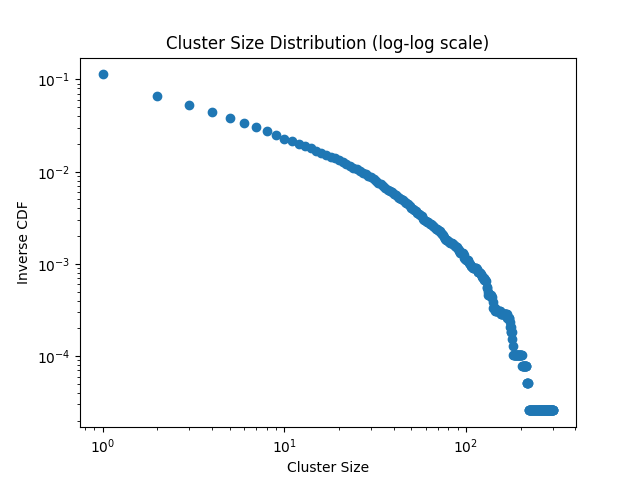 Cluster Size Distribution (log-log scale)
Inverse CDF
10⁻¹
10⁻²
10⁻³
10⁻⁴
10⁰
10¹
10²
Cluster Size